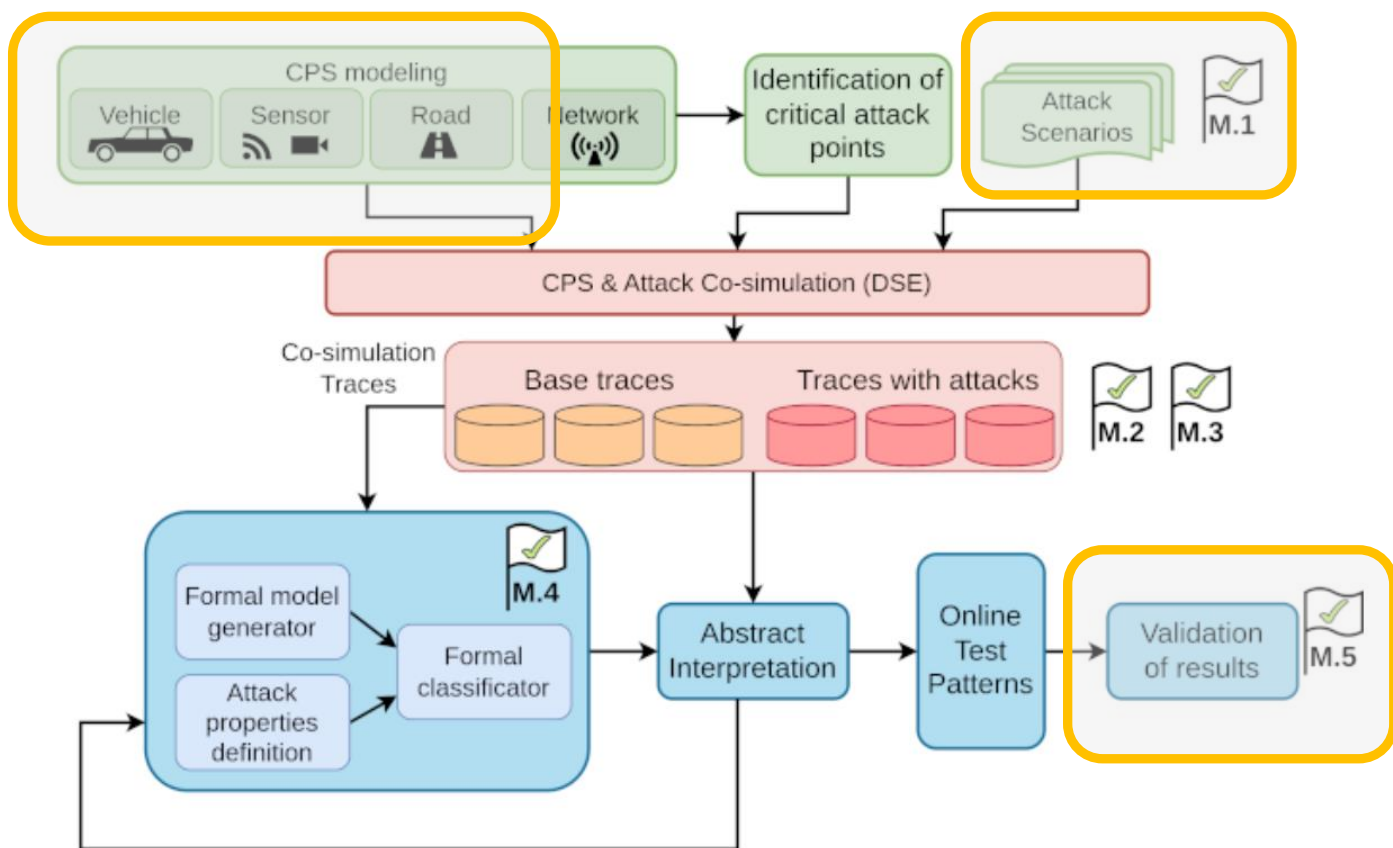 CPS modeling
Vehicle
Sensor
Road
Network
Identification of
critical attack
points
Attack
Scenarios
M.1
CPS & Attack Co-simulation (DSE)
Co-simulation
Traces
Base traces
Traces with attacks
M.2
M.3
Formal model
generator
Attack
properties
definition
Formal
classificator
M.4
Abstract
Interpretation
Online
Test
Patterns
Validation
of results
M.5